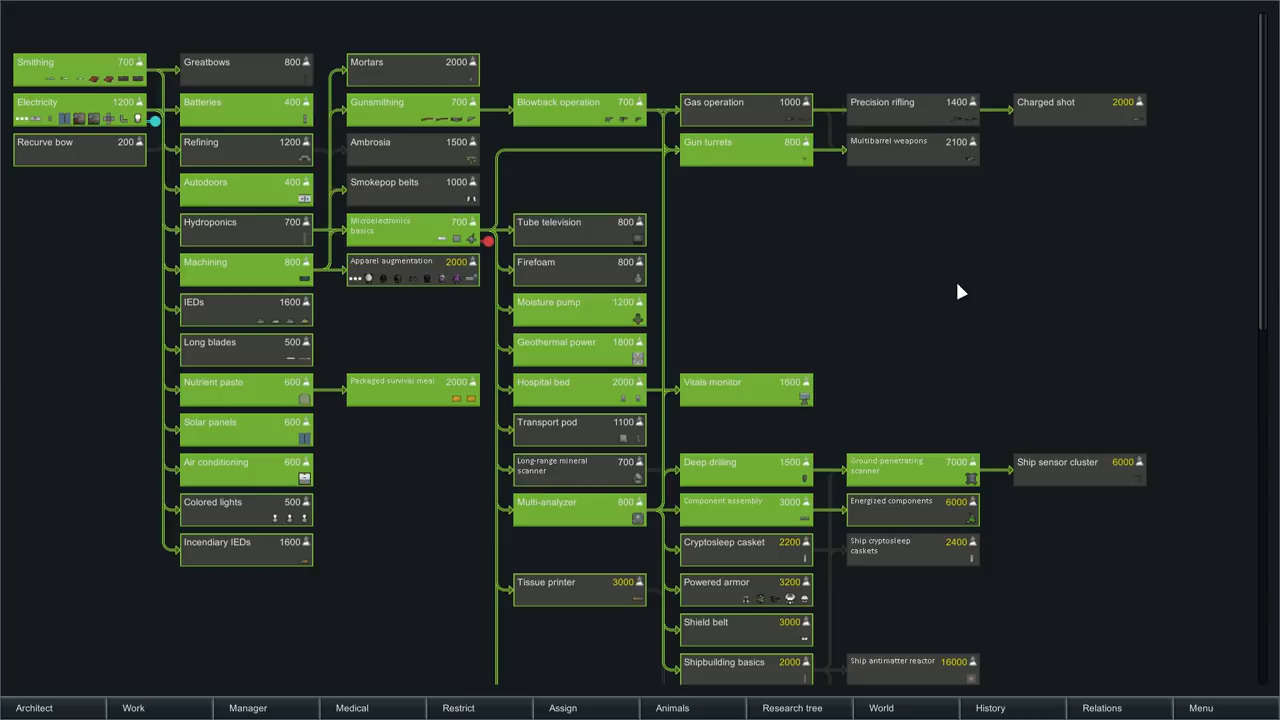 Smithing 700 Greatbows 800 Mortars 2000
Electricity 1200 Batteries 400 Gunsmithing 700 Blowback operation 700 Gas operation 1000 Precision rifling 1400 Charged shot 2000
Recurve bow 200 Refining 1200 Ambrosia 1500 Gun turrets 800 Multibarrel weapons 2100
Autodoors 400 Smokepop belts 1000
Hydroponics 700 Microelectronics basics 700 Tube television 800
Machining 800 Apparel augmentation 2000 Firefoam 800
IEDs 1600 Moisture pump 1200
Long blades 500 Geothermal power 1800
Nutrient paste 600 Packaged survival meal 2000 Hospital bed 2000 Vitals monitor 1600
Solar panels 600 Transport pod 1100
Air conditioning 600 Long-range mineral scanner 700 Deep drilling 1500 Ground-penetrating scanner 7000 Ship sensor cluster 6000
Colored lights 500 Multi-analyzer 800 Component assembly 3000 Energized components 6000
Incendiary IEDs 1600 Cryptosleep casket 2200 Ship cryptosleep caskets 2400
Tissue printer 3000 Powered armor 3200
Shield belt 3000
Shipbuilding basics 2000 Ship antimatter reactor 16000
Architect Work Manager Medical Restrict Assign Animals Research tree World History Relations Menu